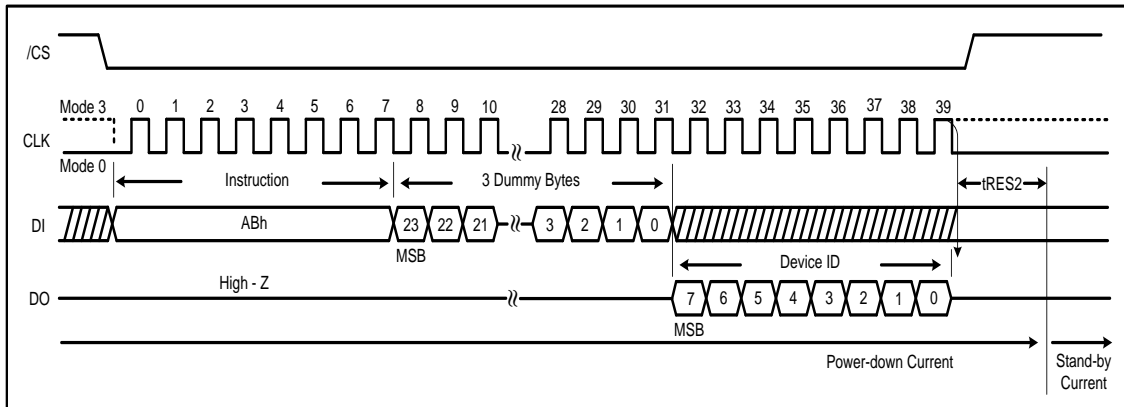 /CS
Mode 3 0 1 2 3 4 5 6 7 8 9 10 28 29 30 31 32 33 34 35 36 37 38 39
CLK
Mode 0
Instruction 3 Dummy Bytes tRES2
DI ABh 23 22 21 3 2 1 0
MSB
Device ID
High - Z
DO 7 6 5 4 3 2 1 0
MSB
Power-down Current Stand-by
Current